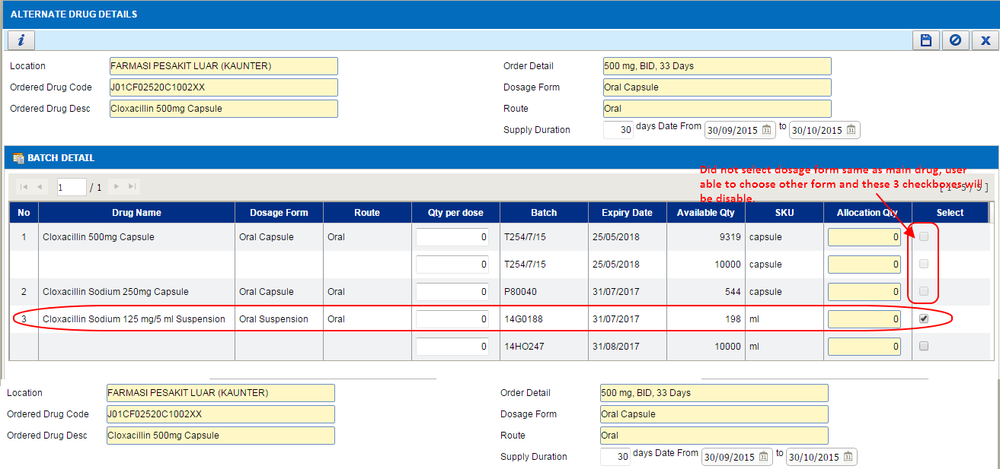 ALTERNATE DRUG DETAILS
i
Location FARMASI PESAKIT LUAR (KAUNTER) Order Detail 500 mg, BID, 33 Days
Ordered Drug Code J01CF02520C1002XX Dosage Form Oral Capsule
Ordered Drug Desc Cloxacillin 500mg Capsule Route Oral
Supply Duration 30 days Date From 30/09/2015 to 30/10/2015
BATCH DETAIL
Did not select dosage form same as main drug, user
able to choose other form and these 3 checkboxes will
be disable.
1 / 1 [ 1 - 5 / 5 ]
No Drug Name Dosage Form Route Qty per dose Batch Expiry Date Available Qty SKU Allocation Qty Select
1 Cloxacillin 500mg Capsule Oral Capsule Oral 0 T254/7/15 25/05/2018 9319 capsule 0
0 T254/7/15 25/05/2018 10000 capsule 0
2 Cloxacillin Sodium 250mg Capsule Oral Capsule Oral 0 P80040 31/07/2017 544 capsule 0
3 Cloxacillin Sodium 125 mg/5 ml Suspension Oral Suspension Oral 0 14G0188 31/07/2017 198 ml 0
0 14HO247 31/08/2017 10000 ml 0
Location FARMASI PESAKIT LUAR (KAUNTER) Order Detail 500 mg, BID, 33 Days
Ordered Drug Code J01CF02520C1002XX Dosage Form Oral Capsule
Ordered Drug Desc Cloxacillin 500mg Capsule Route Oral
Supply Duration 30 days Date From 30/09/2015 to 30/10/2015